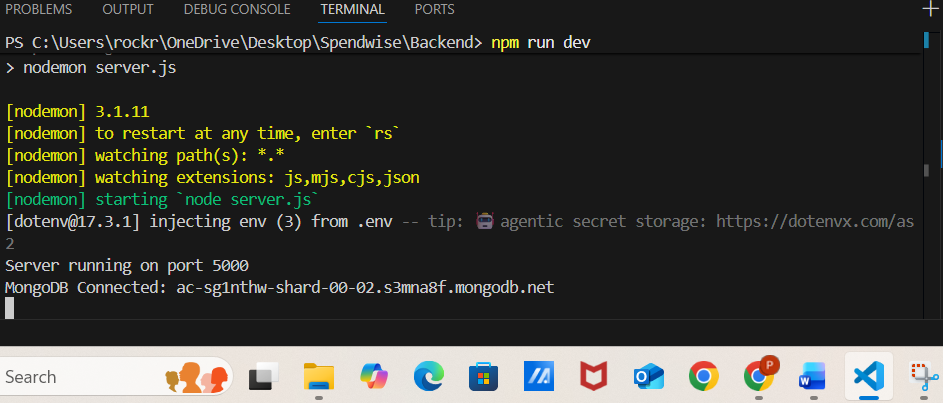 PROBLEMS OUTPUT DEBUG CONSOLE TERMINAL PORTS
PS C:\Users\rockr\OneDrive\Desktop\Spendwise\Backend> npm run dev
> nodemon server.js
[nodemon] 3.1.11
[nodemon] to restart at any time, enter `rs`
[nodemon] watching path(s): *.*
[nodemon] watching extensions: js,mjs,cjs,json
[nodemon] starting `node server.js`
[dotenv@17.3.1] injecting env (3) from .env -- tip: 🤖 agentic secret storage: https://dotenvx.com/as
2
Server running on port 5000
MongoDB Connected: ac-sg1nthw-shard-00-02.s3mna8f.mongodb.net
Search
P
W